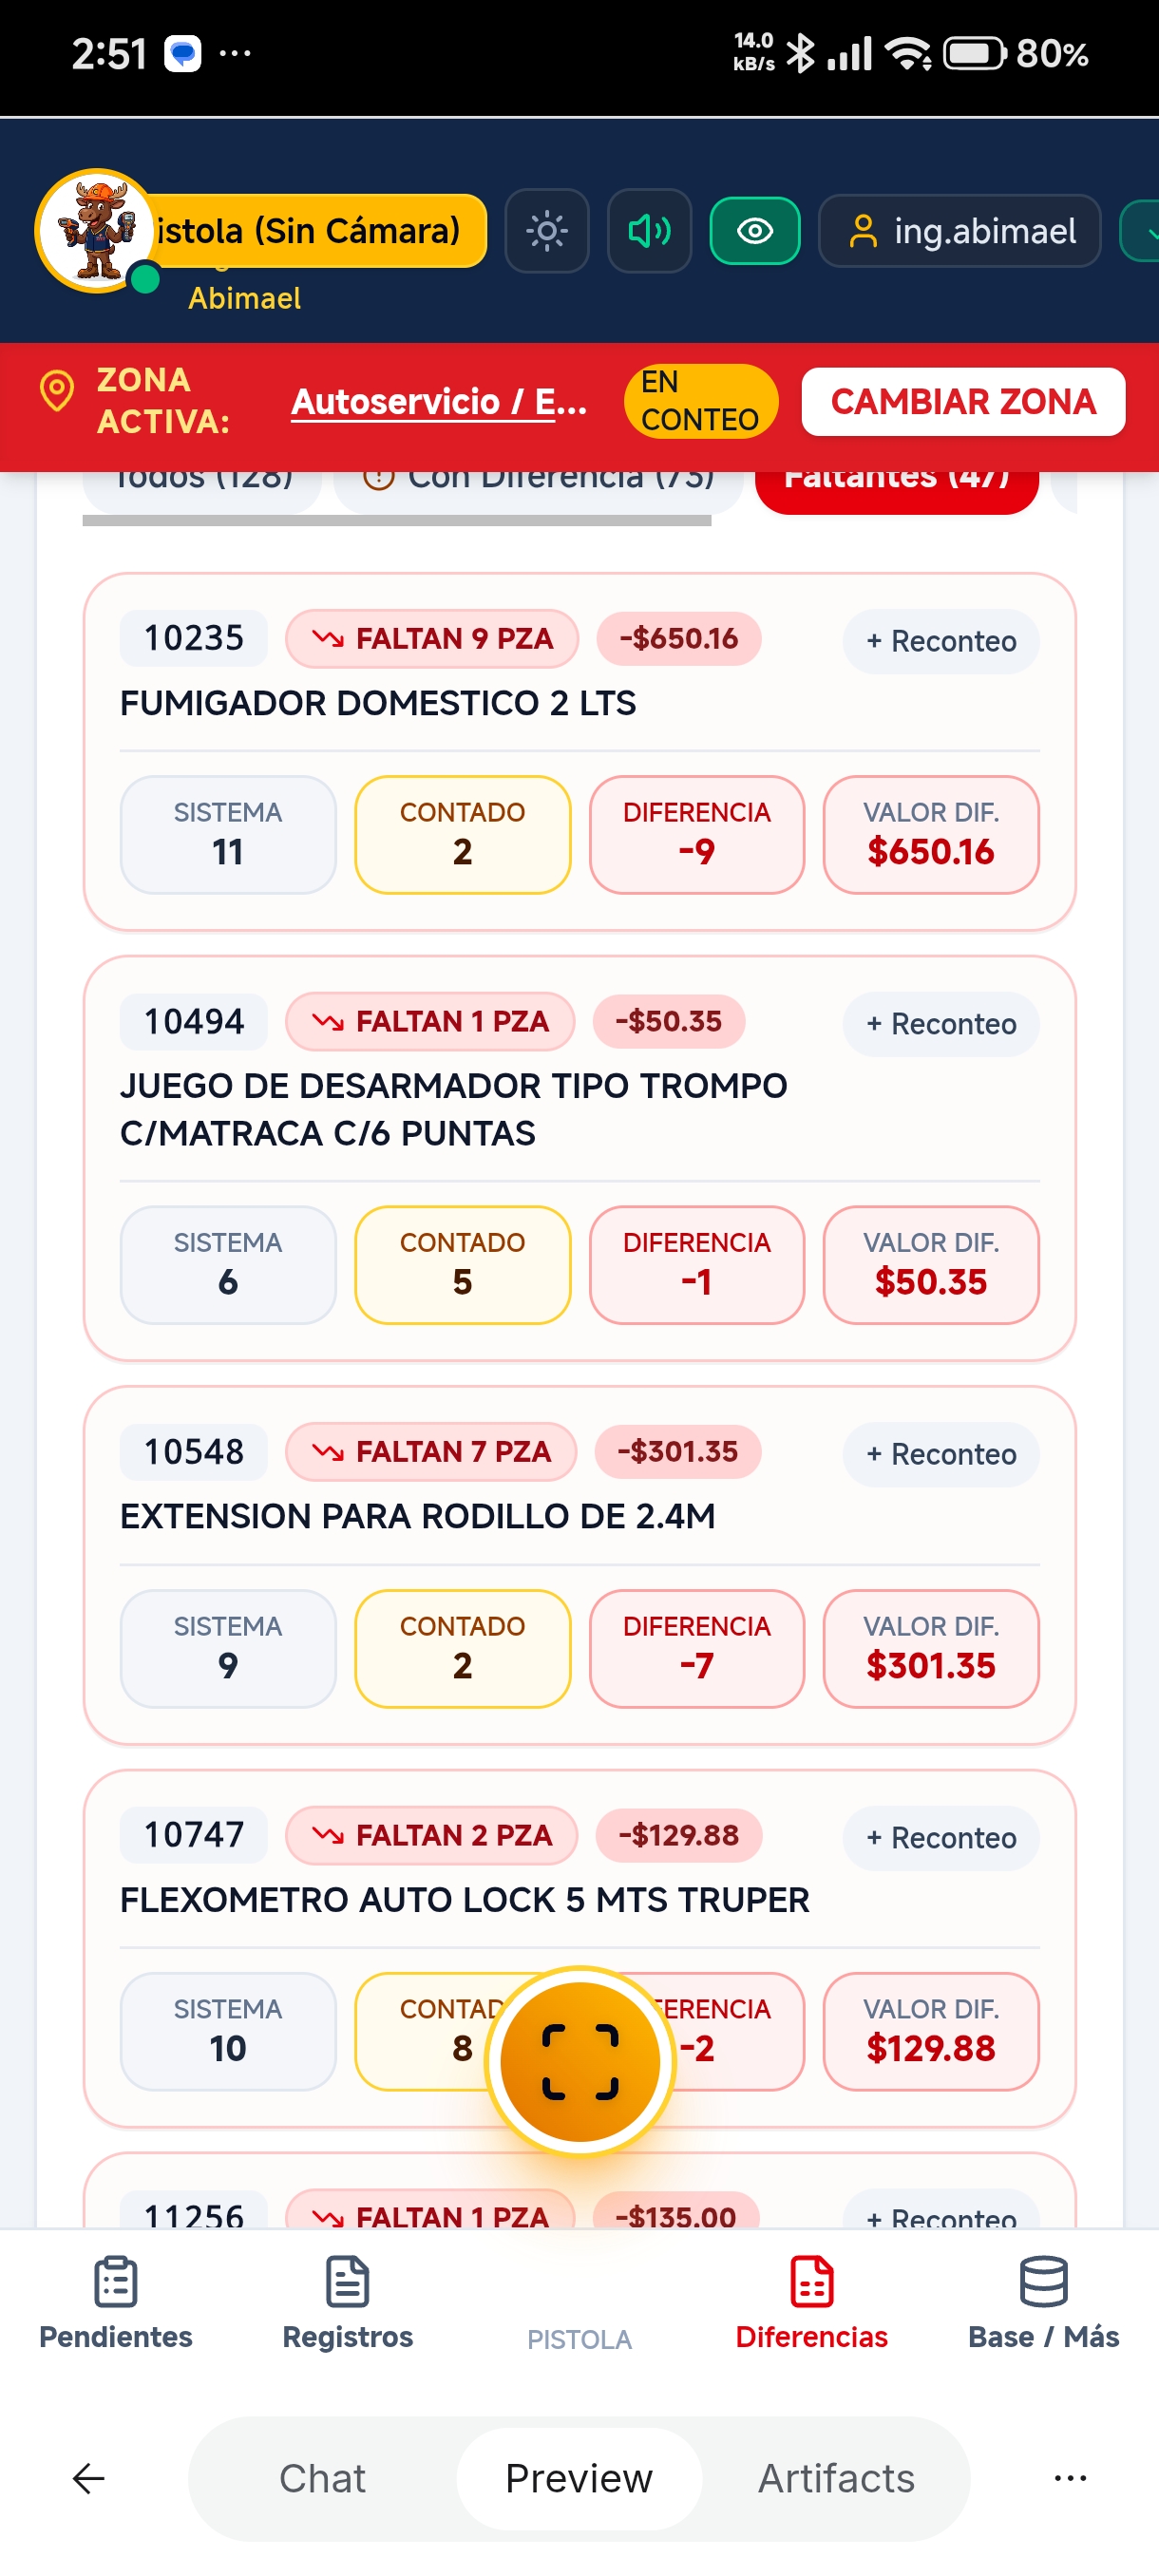 2:51
...
14.0
kB/s
80%
istola (Sin Cámara)
ing.abimael
Abimael
ZONA
ACTIVA:
Autoservicio / E...
EN
CONTEO
CAMBIAR ZONA
Todos (128)
Con Diferencia (73)
Faltantes (47)
10235
FALTAN 9 PZA
-$650.16
+ Reconteo
FUMIGADOR DOMESTICO 2 LTS
SISTEMA
CONTADO
DIFERENCIA
VALOR DIF.
11
2
-9
$650.16
10494
FALTAN 1 PZA
-$50.35
+ Reconteo
JUEGO DE DESARMADOR TIPO TROMPO
C/MATRACA C/6 PUNTAS
SISTEMA
CONTADO
DIFERENCIA
VALOR DIF.
6
5
-1
$50.35
10548
FALTAN 7 PZA
-$301.35
+ Reconteo
EXTENSION PARA RODILLO DE 2.4M
SISTEMA
CONTADO
DIFERENCIA
VALOR DIF.
9
2
-7
$301.35
10747
FALTAN 2 PZA
-$129.88
+ Reconteo
FLEXOMETRO AUTO LOCK 5 MTS TRUPER
SISTEMA
CONTAD
ERENCIA
VALOR DIF.
10
8
-2
$129.88
11256
FALTAN 1 PZA
-$135.00
+ Reconteo
Pendientes
Registros
PISTOLA
Diferencias
Base / Más
Chat
Preview
Artifacts